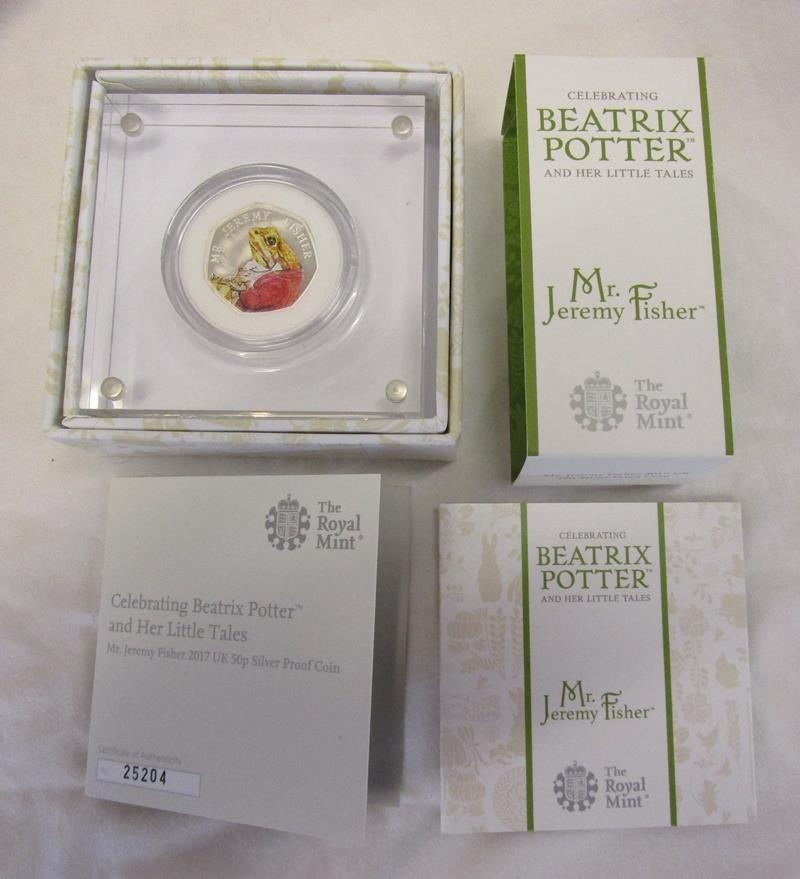 MR. JEREMY FISHER
CELEBRATING
BEATRIX
POTTER™
AND HER LITTLE TALES
Mr.
Jeremy Fisher™
The
Royal
Mint®
The
Royal
Mint®
Celebrating Beatrix Potter™
and Her Little Tales
Mr. Jeremy Fisher 2017 UK 50p Silver Proof Coin
Certificate of Authenticity
25204
CELEBRATING
BEATRIX
POTTER™
AND HER LITTLE TALES
Mr.
Jeremy Fisher™
The
Royal
Mint®